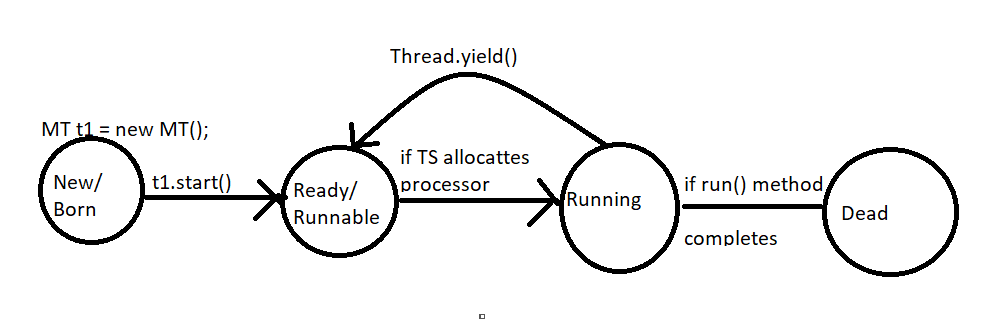 Thread.yield()
MT t1 = new MT();
New/
Born
t1.start()
Ready/
Runnable
if TS allocattes
processor
Running
if run() method
completes
Dead